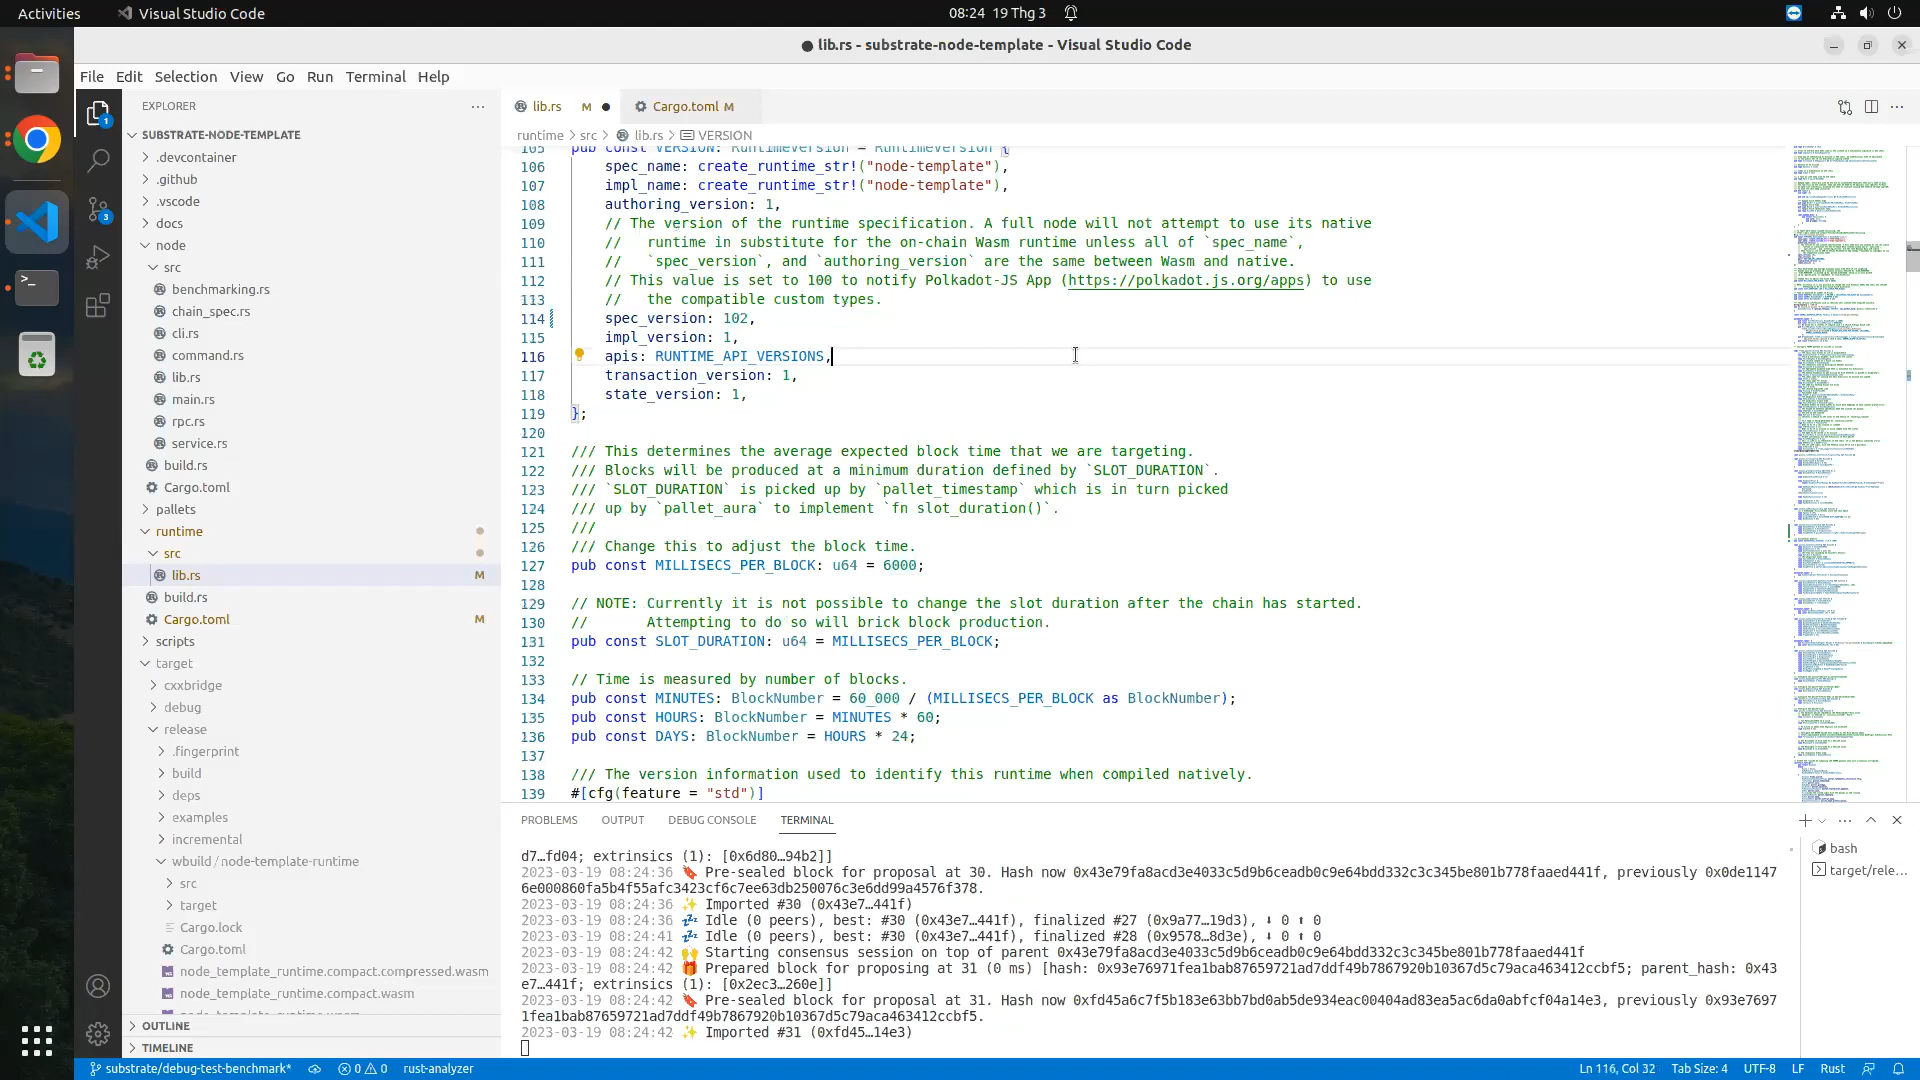 Activities
Visual Studio Code
08:24 19 Thg 3
lib.rs - substrate-node-template - Visual Studio Code
File Edit Selection View Go Run Terminal Help
EXPLORER
SUBSTRATE-NODE-TEMPLATE
.devcontainer
.github
.vscode
docs
node
src
benchmarking.rs
chain_spec.rs
cli.rs
command.rs
lib.rs
main.rs
rpc.rs
service.rs
build.rs
Cargo.toml
pallets
runtime
src
lib.rs M
build.rs
Cargo.toml M
scripts
target
cxxbridge
debug
release
.fingerprint
build
deps
examples
incremental
wbuild / node-template-runtime
src
target
Cargo.lock
Cargo.toml
node_template_runtime.compact.compressed.wasm
node_template_runtime.compact.wasm
OUTLINE
TIMELINE
1
3
lib.rs M
Cargo.toml M
runtime > src > lib.rs > VERSION
105 pub const VERSION: RuntimeVersion = RuntimeVersion {
106 spec_name: create_runtime_str!("node-template"),
107 impl_name: create_runtime_str!("node-template"),
108 authoring_version: 1,
109 // The version of the runtime specification. A full node will not attempt to use its native
110 //   runtime in substitute for the on-chain Wasm runtime unless all of `spec_name`,
111 //   `spec_version`, and `authoring_version` are the same between Wasm and native.
112 // This value is set to 100 to notify Polkadot-JS App (https://polkadot.js.org/apps) to use
113 //   the compatible custom types.
114 spec_version: 102,
115 impl_version: 1,
116 apis: RUNTIME_API_VERSIONS,
117 transaction_version: 1,
118 state_version: 1,
119 };
120
121 /// This determines the average expected block time that we are targeting.
122 /// Blocks will be produced at a minimum duration defined by `SLOT_DURATION`.
123 /// `SLOT_DURATION` is picked up by `pallet_timestamp` which is in turn picked
124 /// up by `pallet_aura` to implement `fn slot_duration()`.
125 ///
126 /// Change this to adjust the block time.
127 pub const MILLISECS_PER_BLOCK: u64 = 6000;
128
129 // NOTE: Currently it is not possible to change the slot duration after the chain has started.
130 //       Attempting to do so will brick block production.
131 pub const SLOT_DURATION: u64 = MILLISECS_PER_BLOCK;
132
133 // Time is measured by number of blocks.
134 pub const MINUTES: BlockNumber = 60_000 / (MILLISECS_PER_BLOCK as BlockNumber);
135 pub const HOURS: BlockNumber = MINUTES * 60;
136 pub const DAYS: BlockNumber = HOURS * 24;
137
138 /// The version information used to identify this runtime when compiled natively.
139 #[cfg(feature = "std")]
PROBLEMS OUTPUT DEBUG CONSOLE TERMINAL
bash
target/rele...
d7…fd04; extrinsics (1): [0x6d80…94b2]]
2023-03-19 08:24:36 🔖 Pre-sealed block for proposal at 30. Hash now 0x43e79fa8acd3e4033c5d9b6ceadb0c9e64bdd332c3c345be801b778faaed441f, previously 0x0de1147
6e000860fa5b4f55afc3423cf6c7ee63db250076c3e6dd99a4576f378.
2023-03-19 08:24:36 ✨ Imported #30 (0x43e7…441f)
2023-03-19 08:24:36 💤 Idle (0 peers), best: #30 (0x43e7…441f), finalized #27 (0x9a77…19d3), ⬇ 0 ⬆ 0
2023-03-19 08:24:41 💤 Idle (0 peers), best: #30 (0x43e7…441f), finalized #28 (0x9578…8d3e), ⬇ 0 ⬆ 0
2023-03-19 08:24:42 🙌 Starting consensus session on top of parent 0x43e79fa8acd3e4033c5d9b6ceadb0c9e64bdd332c3c345be801b778faaed441f
2023-03-19 08:24:42 🎁 Prepared block for proposing at 31 (0 ms) [hash: 0x93e76971fea1bab87659721ad7ddf49b7867920b10367d5c79aca463412ccbf5; parent_hash: 0x43
e7…441f; extrinsics (1): [0x2ec3…260e]]
2023-03-19 08:24:42 🔖 Pre-sealed block for proposal at 31. Hash now 0xfd45a6c7f5b183e63bb7bd0ab5de934eac00404ad83ea5ac6da0abfcf04a14e3, previously 0x93e7697
1fea1bab87659721ad7ddf49b7867920b10367d5c79aca463412ccbf5.
2023-03-19 08:24:42 ✨ Imported #31 (0xfd45…14e3)
substrate/debug-test-benchmark* 0 0 rust-analyzer
Ln 116, Col 32 Tab Size: 4 UTF-8 LF Rust